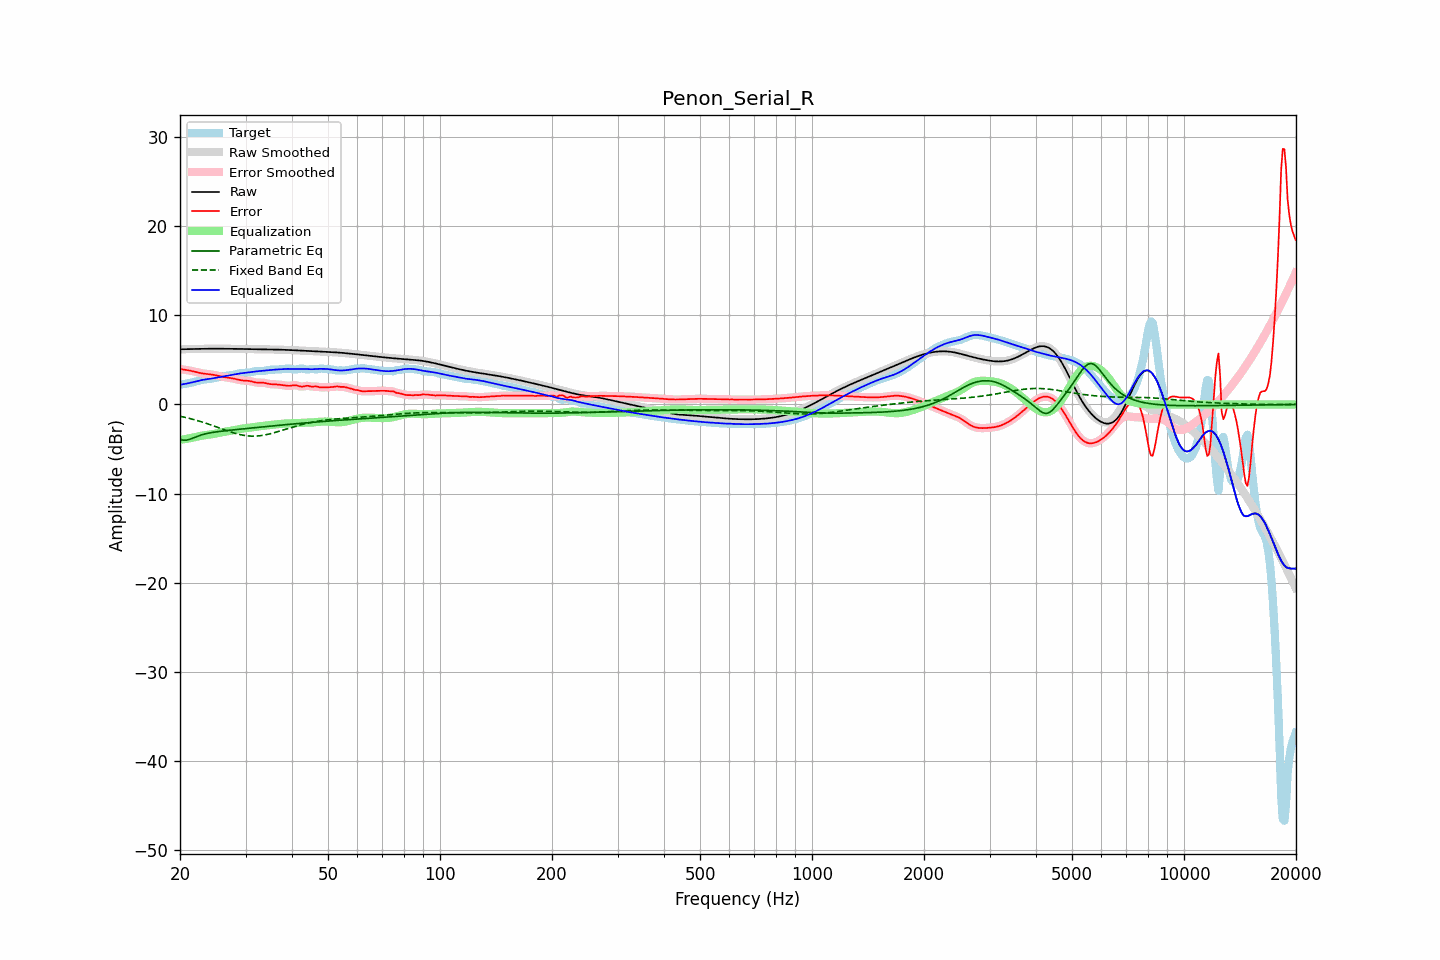 Penon_Serial_R
Target
Raw Smoothed
Error Smoothed
Raw
Error
Equalization
Parametric Eq
Fixed Band Eq
Equalized
30
20
10
0
−10
−20
−30
−40
−50
Amplitude (dBr)
20 50 100 200 500 1000 2000 5000 10000 20000
Frequency (Hz)